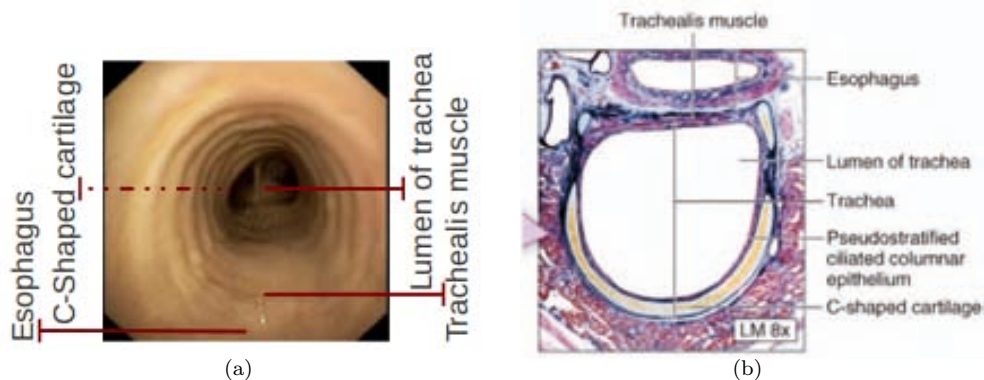 Esophagus
C-Shaped cartilage
Lumen of trachea
Trachealis muscle
(a)
Trachealis muscle
Esophagus
Lumen of trachea
Trachea
Pseudostratified
ciliated columnar
epithelium
C-shaped cartilage
LM 8x
(b)